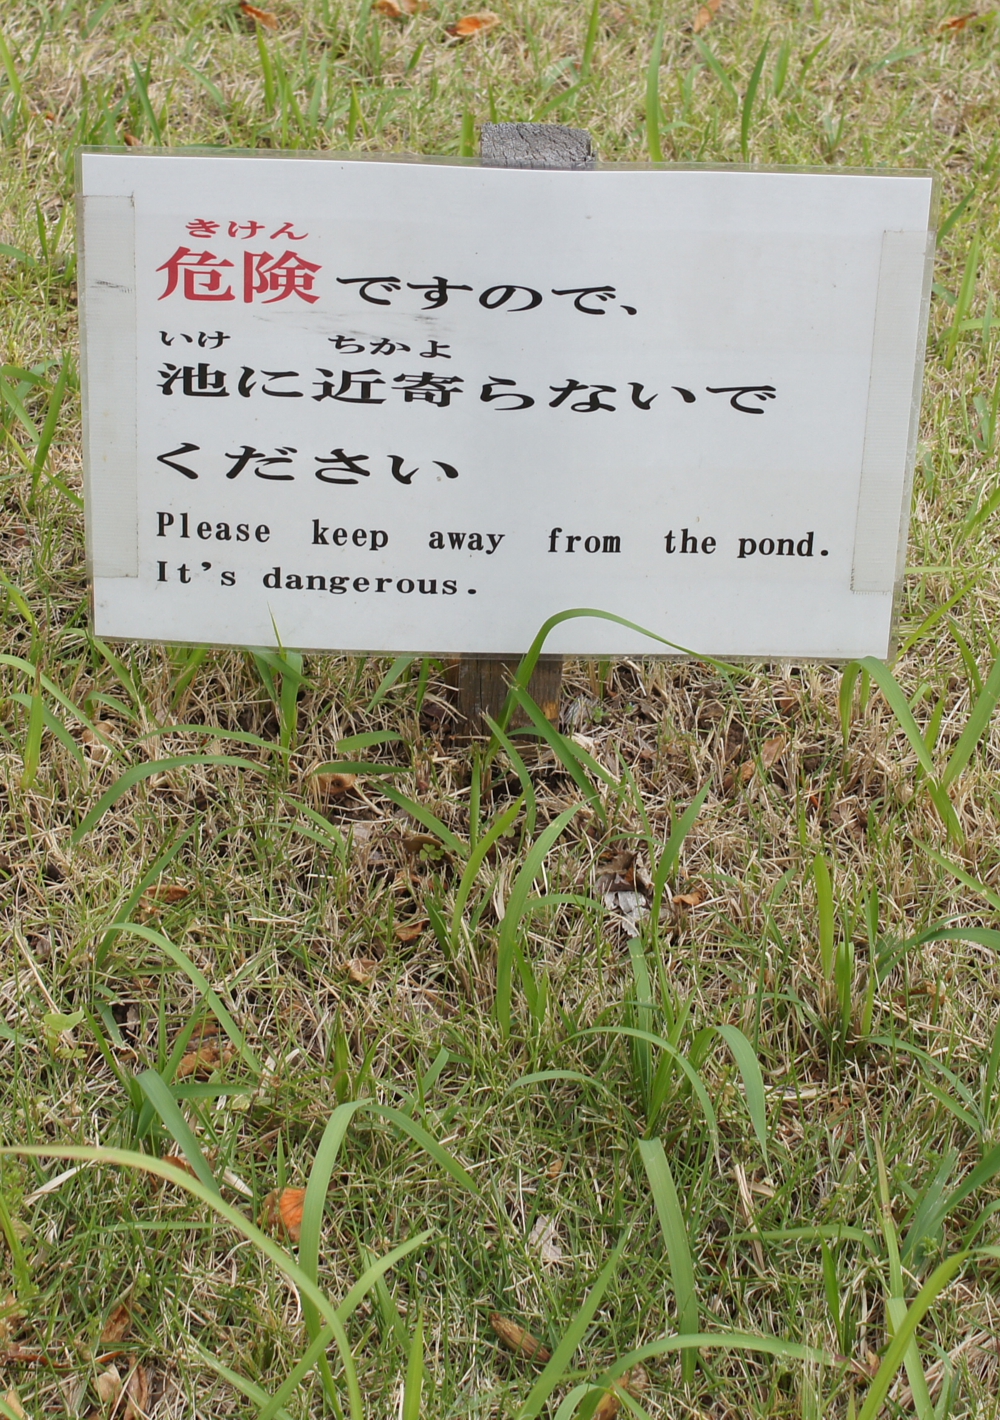 きけん
危険ですので、
いけ ちかよ
池に近寄らないで
ください
Please keep away from the pond.
It's dangerous.